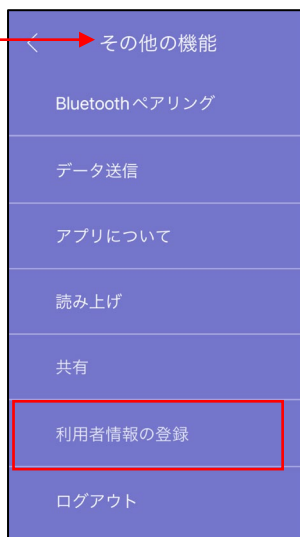 その他の機能
Bluetoothペアリング
データ送信
アプリについて
読み上げ
共有
利用者情報の登録
ログアウト